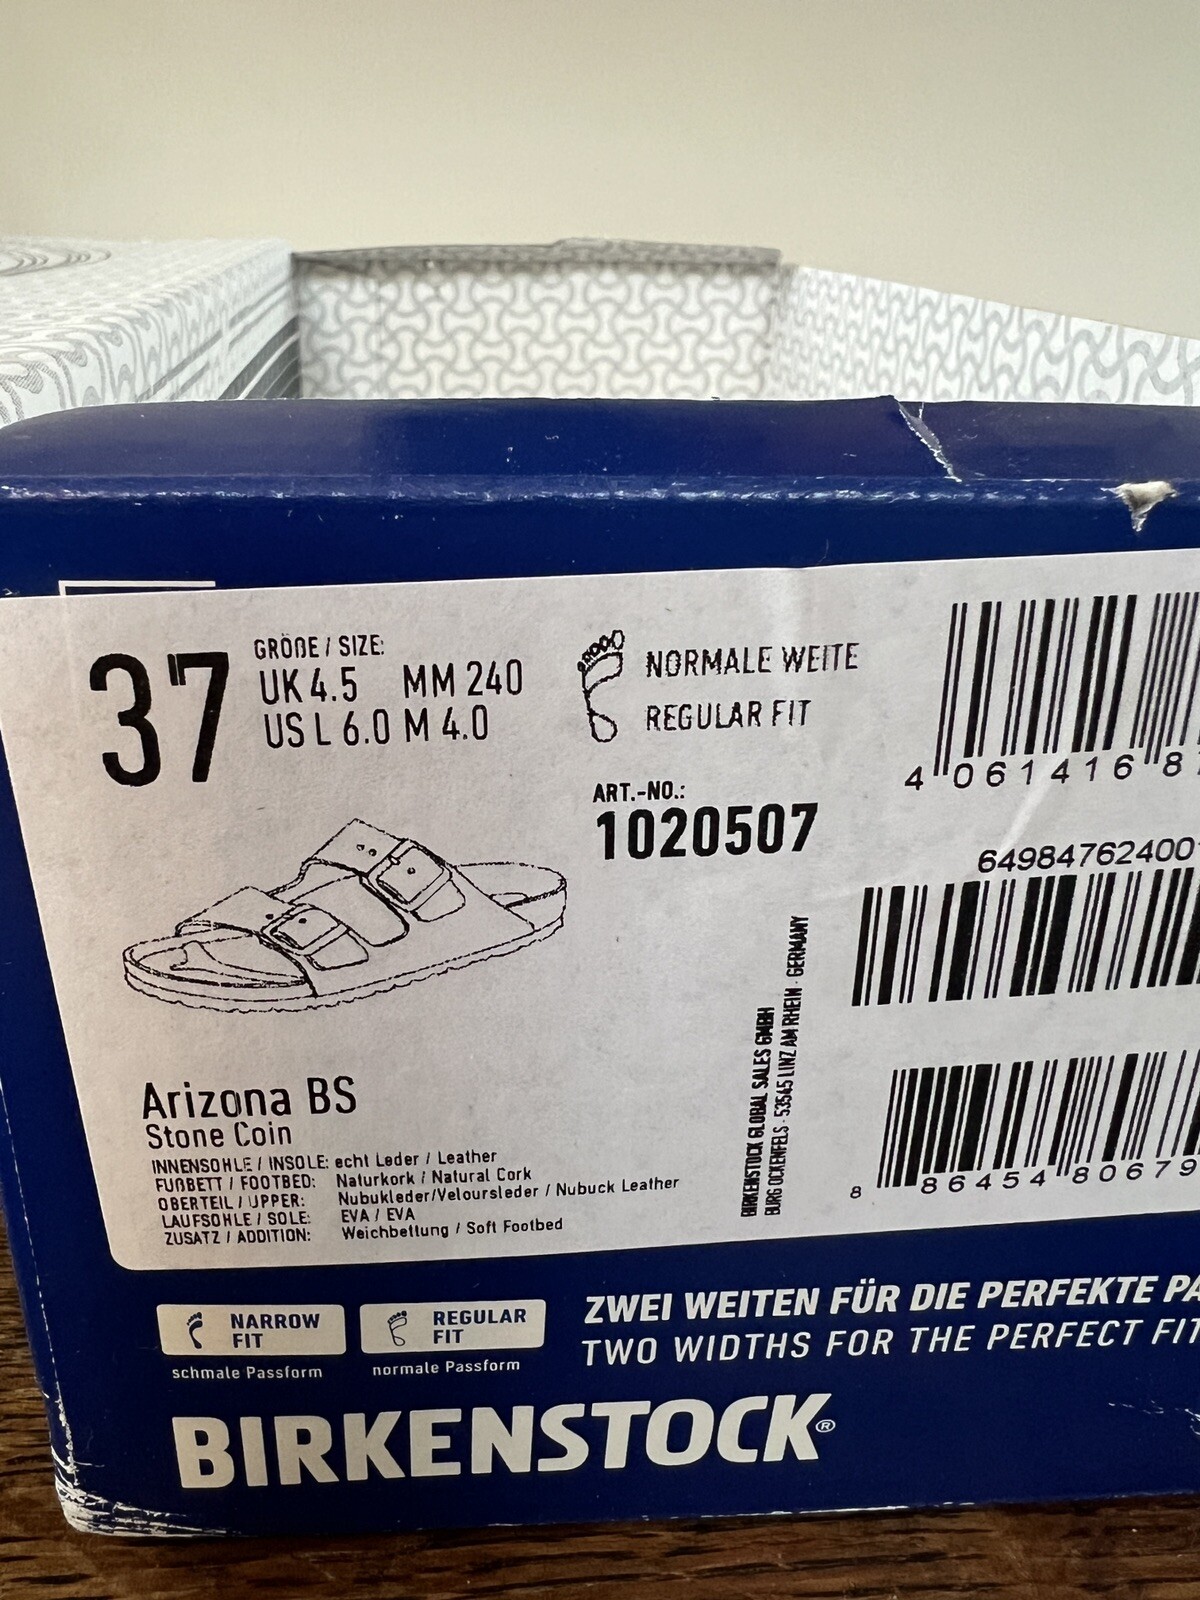 37
GRÖßE / SIZE:
UK 4.5 MM 240
US L 6.0 M 4.0
NORMALE WEITE
REGULAR FIT
ART.-NO.:
1020507
4 061416 8
64984762400
8 86454 80679
BIRKENSTOCK GLOBAL SALES GMBH
BURG OCKENFELS · 53545 LINZ AM RHEIN · GERMANY
Arizona BS
Stone Coin
INNENSOHLE / INSOLE: echt Leder / Leather
FUßBETT / FOOTBED: Naturkork / Natural Cork
OBERTEIL / UPPER: Nubukleder/Veloursleder / Nubuck Leather
LAUFSOHLE / SOLE: EVA / EVA
ZUSATZ / ADDITION: Weichbettung / Soft Footbed
NARROW FIT
schmale Passform
REGULAR FIT
normale Passform
ZWEI WEITEN FÜR DIE PERFEKTE PA
TWO WIDTHS FOR THE PERFECT FIT
BIRKENSTOCK®